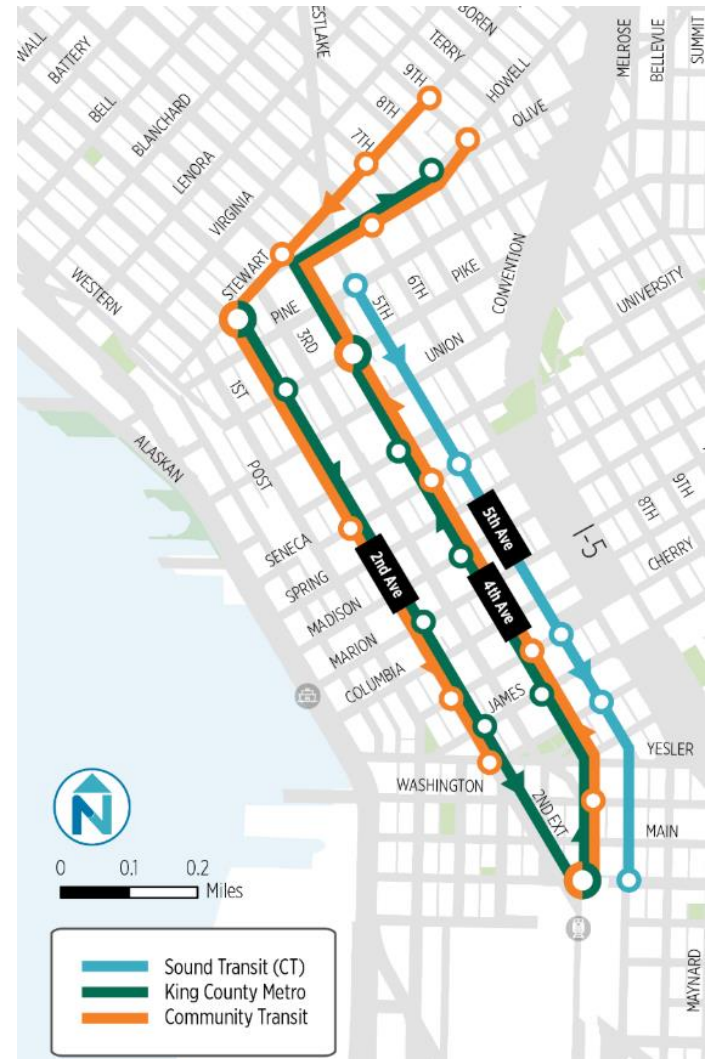 WALL
BATTERY
BELL
BLANCHARD
LENORA
VIRGINIA
STEWART
BOREN
TERRY
9TH
8TH
7TH
HOWELL
OLIVE
MELROSE
BELLEVUE
SUMMIT
WESTERN
PINE
3RD
5TH
6TH
PIKE
CONVENTION
UNIVERSITY
UNION
1ST
ALASKAN
POST
5th Ave
I-5
8TH
9TH
SENECA
2nd Ave
4th Ave
CHERRY
SPRING
MADISON
MARION
COLUMBIA
JAMES
YESLER
WASHINGTON
2ND EXT
MAIN
N
0 0.1 0.2
Miles
Sound Transit (CT)
King County Metro
Community Transit
MAYNARD